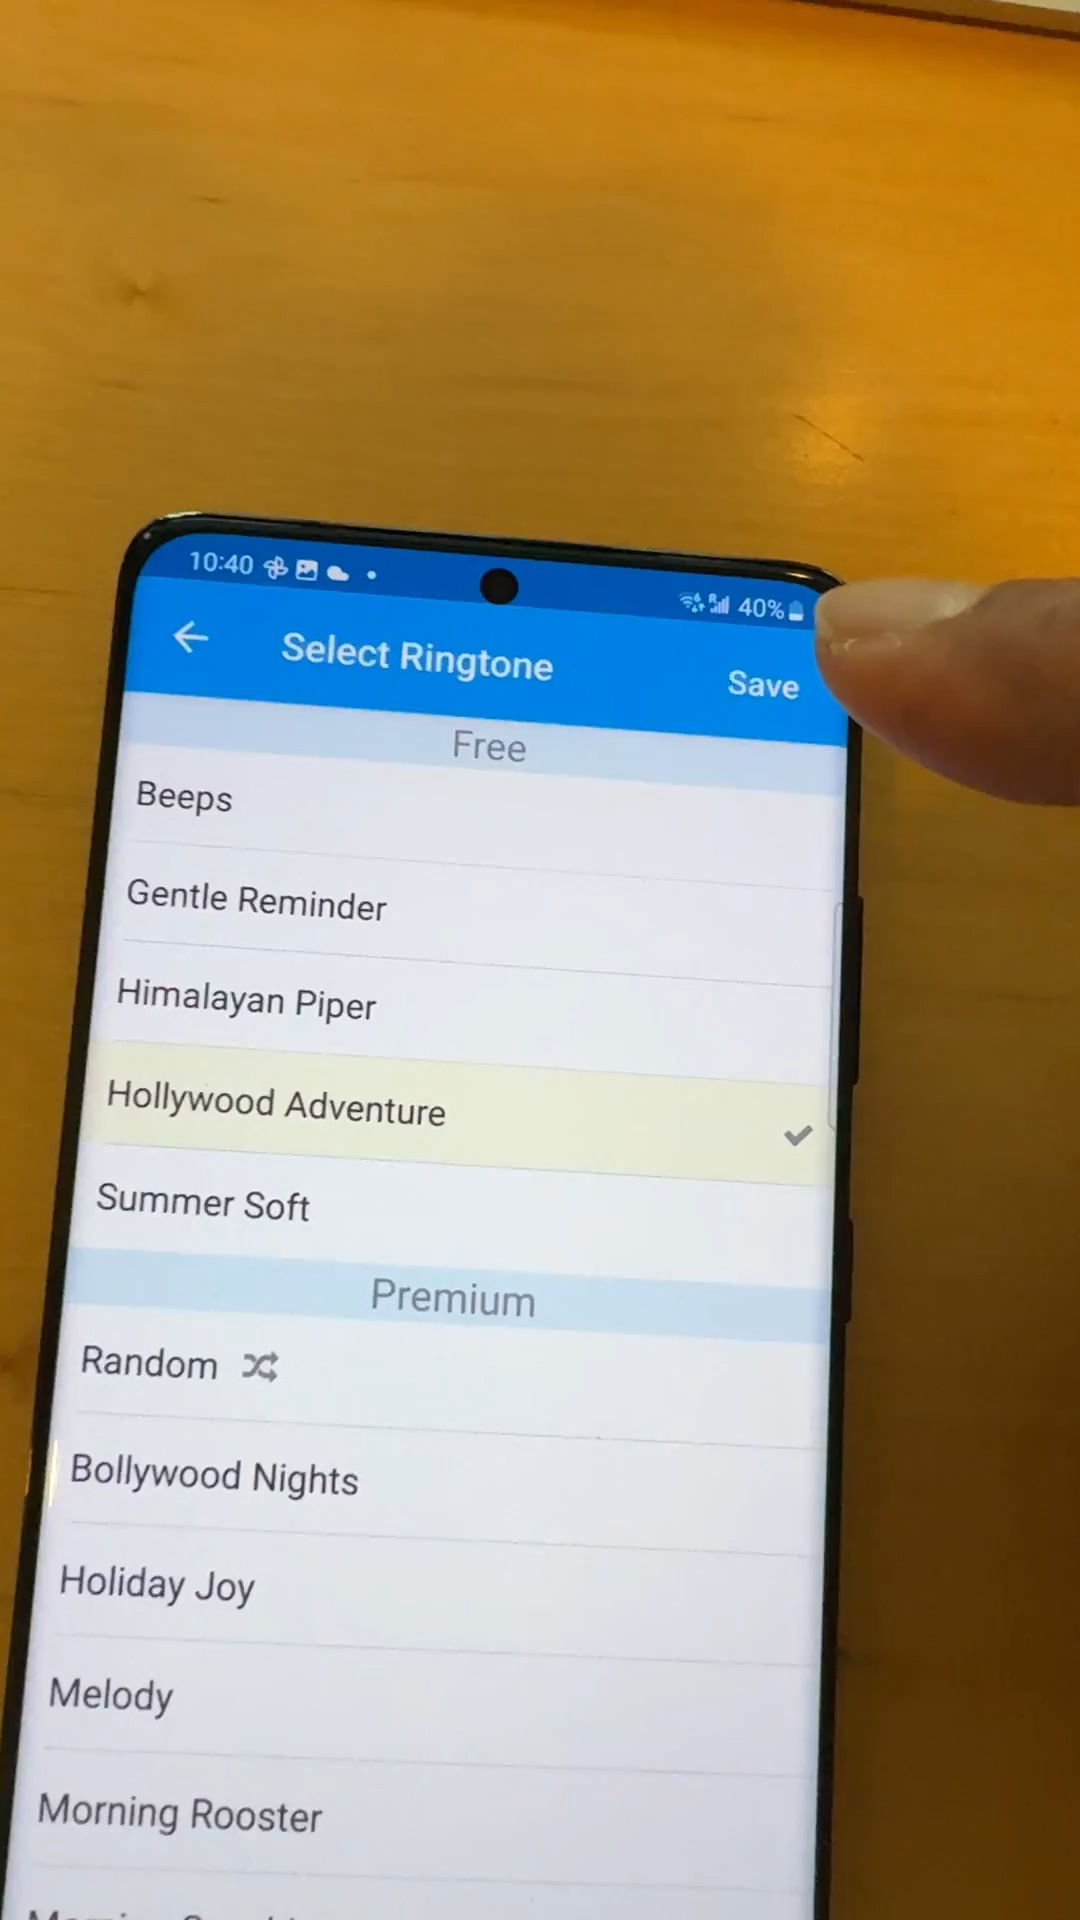 10:40
40%
Select Ringtone
Save
Free
Beeps
Gentle Reminder
Himalayan Piper
Hollywood Adventure
Summer Soft
Premium
Random
Bollywood Nights
Holiday Joy
Melody
Morning Rooster